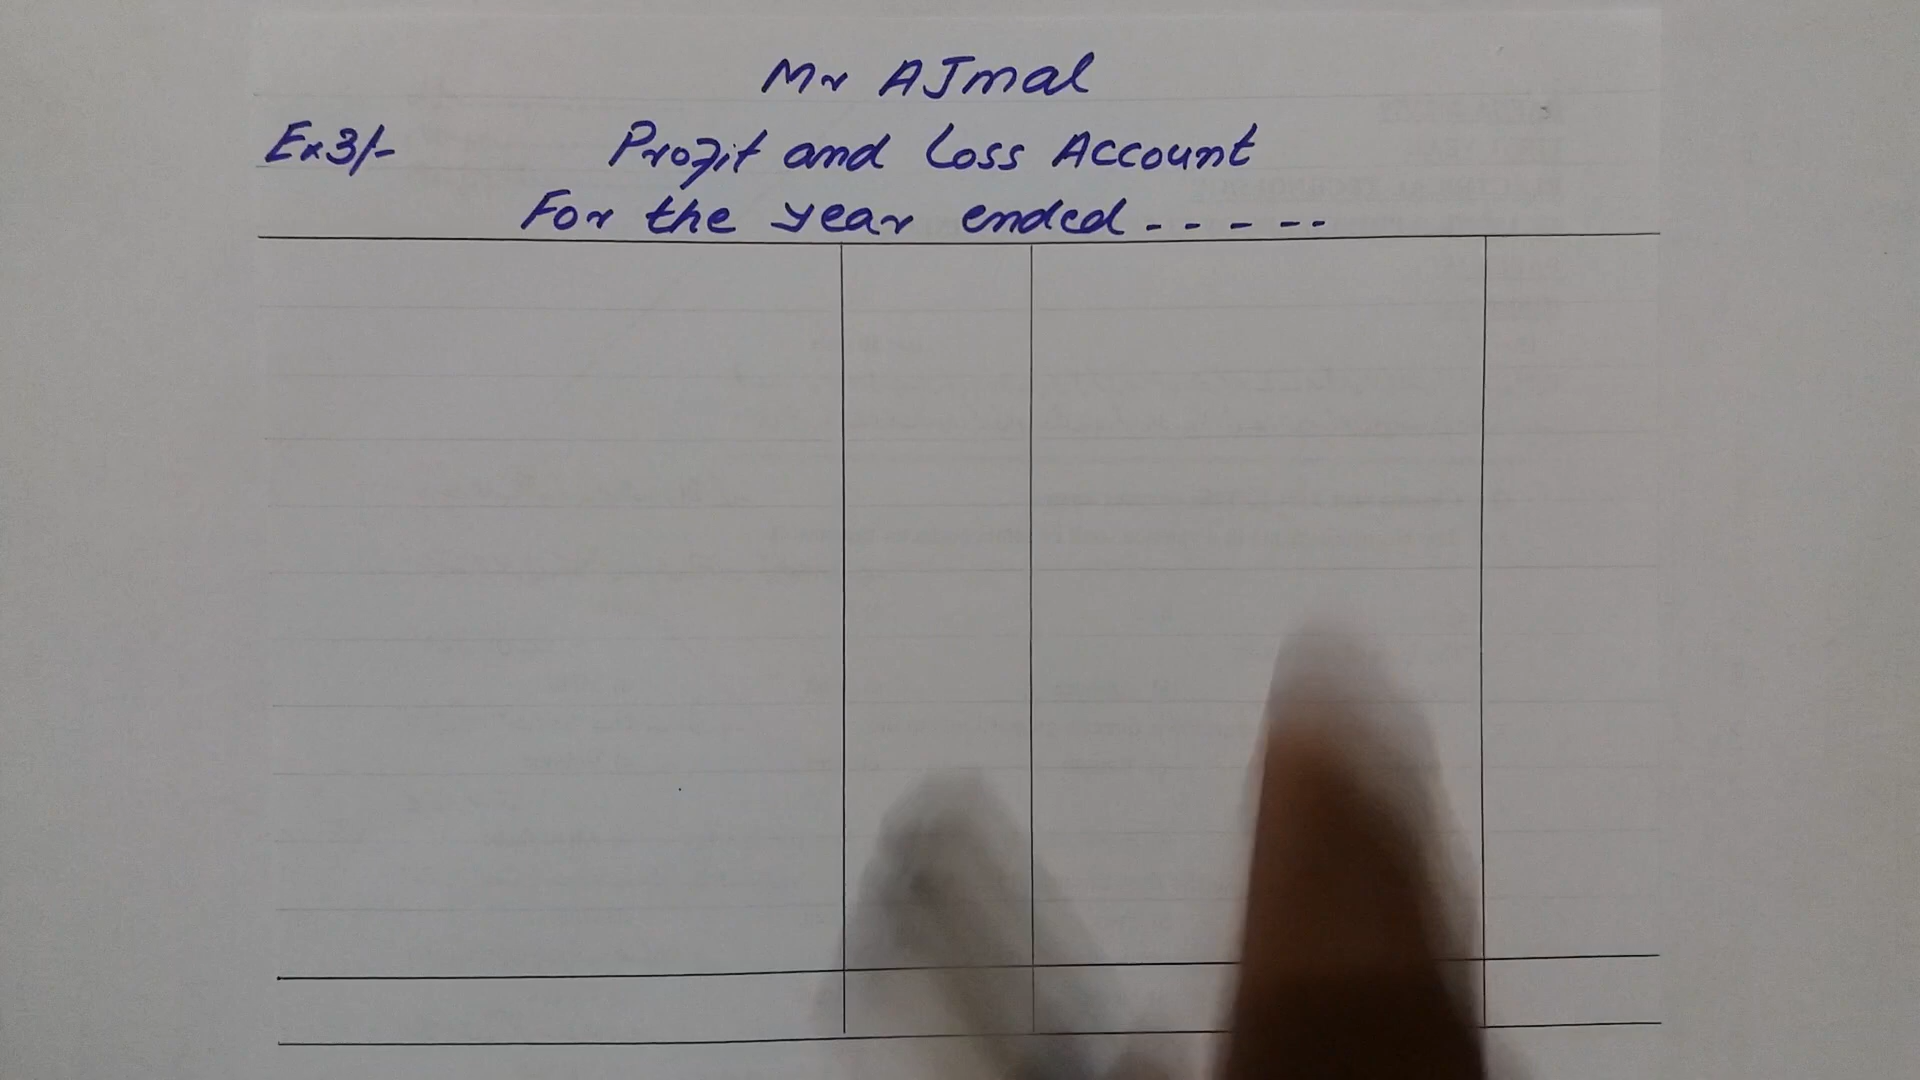 Mr AJmal
Ex3/- Profit and Loss Account
For the year ended - - - - -